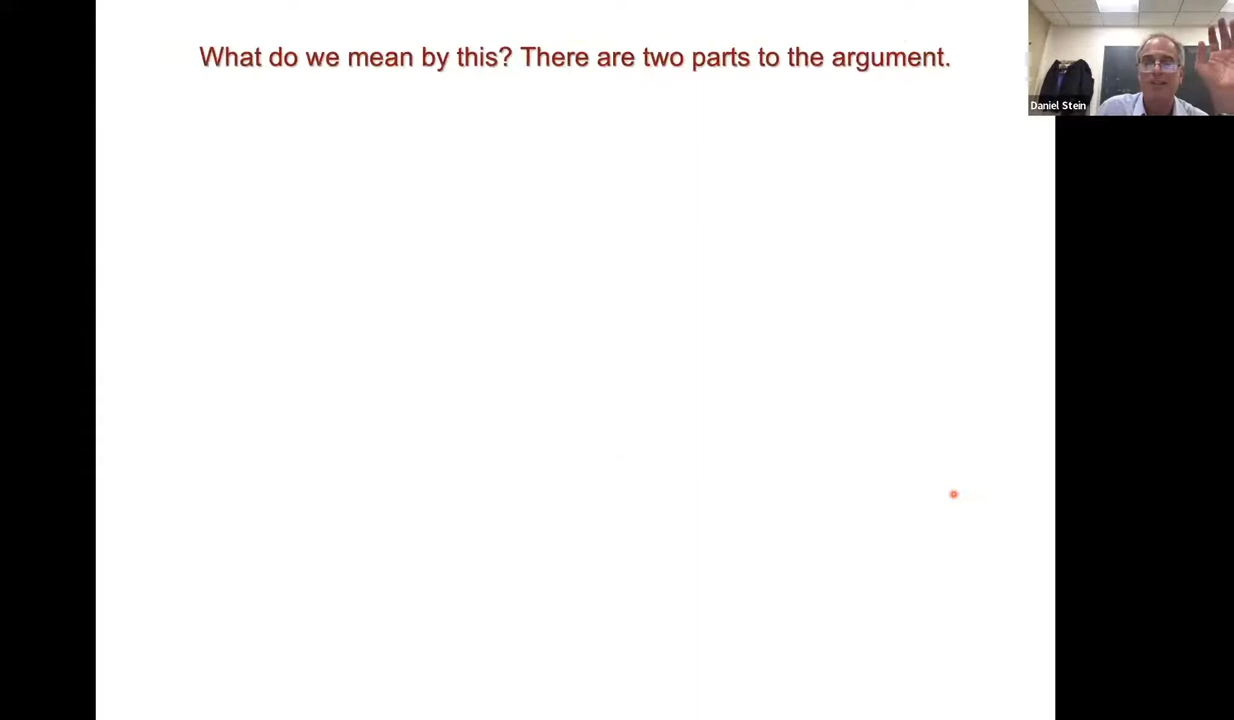 What do we mean by this? There are two parts to the argument.
Daniel Stein